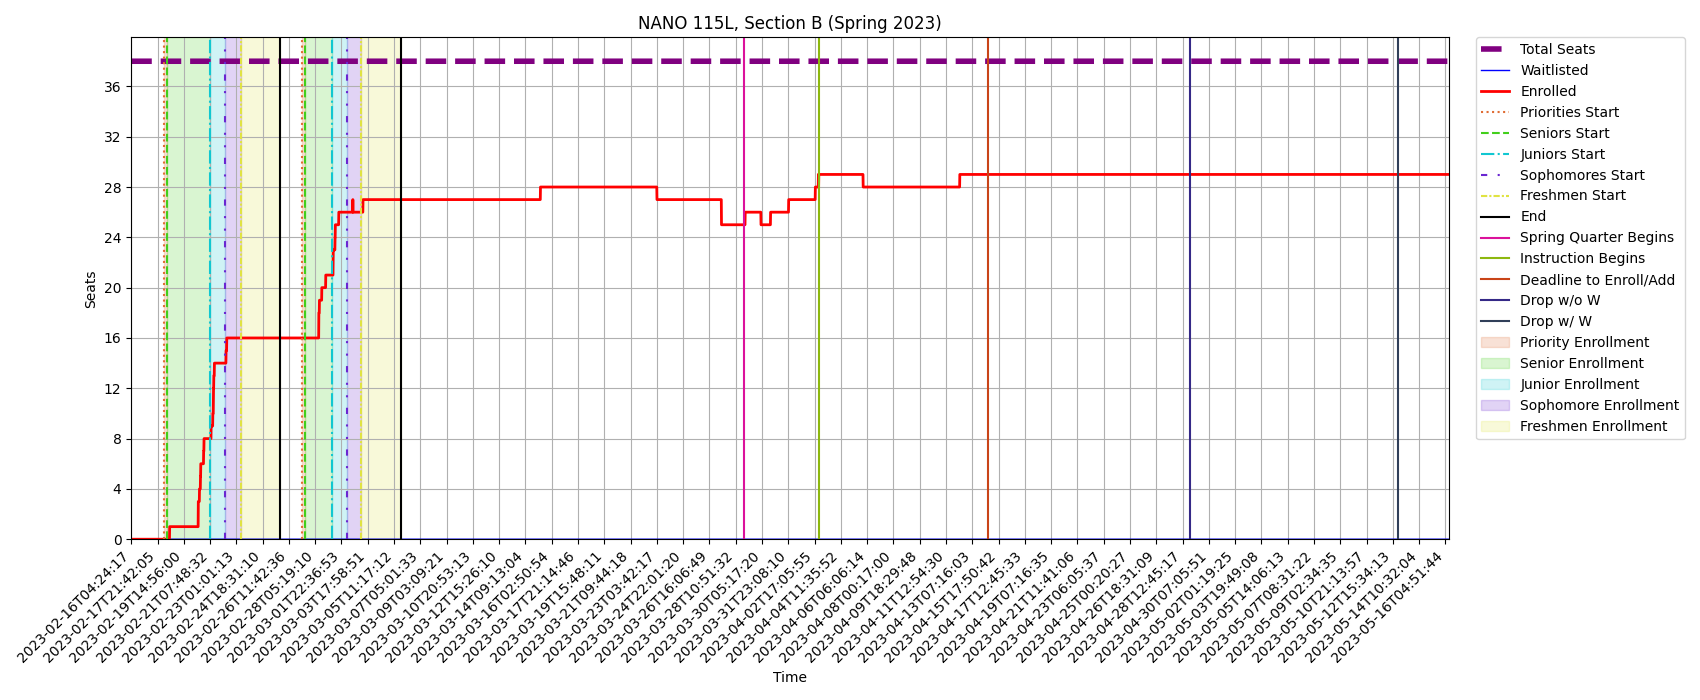 NANO 115L, Section B (Spring 2023)
Seats
36
32
28
24
20
16
12
8
4
0
2023-02-16T04:24:17
2023-02-17T21:42:05
2023-02-19T14:56:00
2023-02-21T07:48:32
2023-02-23T01:01:13
2023-02-24T18:31:10
2023-02-26T11:42:36
2023-02-28T05:19:10
2023-03-01T22:36:53
2023-03-03T17:58:51
2023-03-05T11:17:12
2023-03-07T05:01:33
2023-03-09T03:09:21
2023-03-10T20:53:13
2023-03-12T15:26:10
2023-03-14T09:13:04
2023-03-16T02:50:54
2023-03-17T21:14:46
2023-03-19T15:48:11
2023-03-21T09:44:18
2023-03-23T03:42:17
2023-03-24T22:01:20
2023-03-26T16:06:49
2023-03-28T10:51:32
2023-03-30T05:17:20
2023-03-31T23:08:10
2023-04-02T17:05:55
2023-04-04T11:35:52
2023-04-06T06:06:14
2023-04-08T00:17:00
2023-04-09T18:29:48
2023-04-11T12:54:30
2023-04-13T07:16:03
2023-04-15T17:50:42
2023-04-17T12:45:33
2023-04-19T07:16:35
2023-04-21T11:41:06
2023-04-23T06:05:37
2023-04-25T00:20:27
2023-04-26T18:31:09
2023-04-28T12:45:17
2023-04-30T07:05:51
2023-05-02T01:19:25
2023-05-03T19:49:08
2023-05-05T14:06:13
2023-05-07T08:31:22
2023-05-09T02:34:35
2023-05-10T21:13:57
2023-05-12T15:34:13
2023-05-14T10:32:04
2023-05-16T04:51:44
Time
Total Seats
Waitlisted
Enrolled
Priorities Start
Seniors Start
Juniors Start
Sophomores Start
Freshmen Start
End
Spring Quarter Begins
Instruction Begins
Deadline to Enroll/Add
Drop w/o W
Drop w/ W
Priority Enrollment
Senior Enrollment
Junior Enrollment
Sophomore Enrollment
Freshmen Enrollment